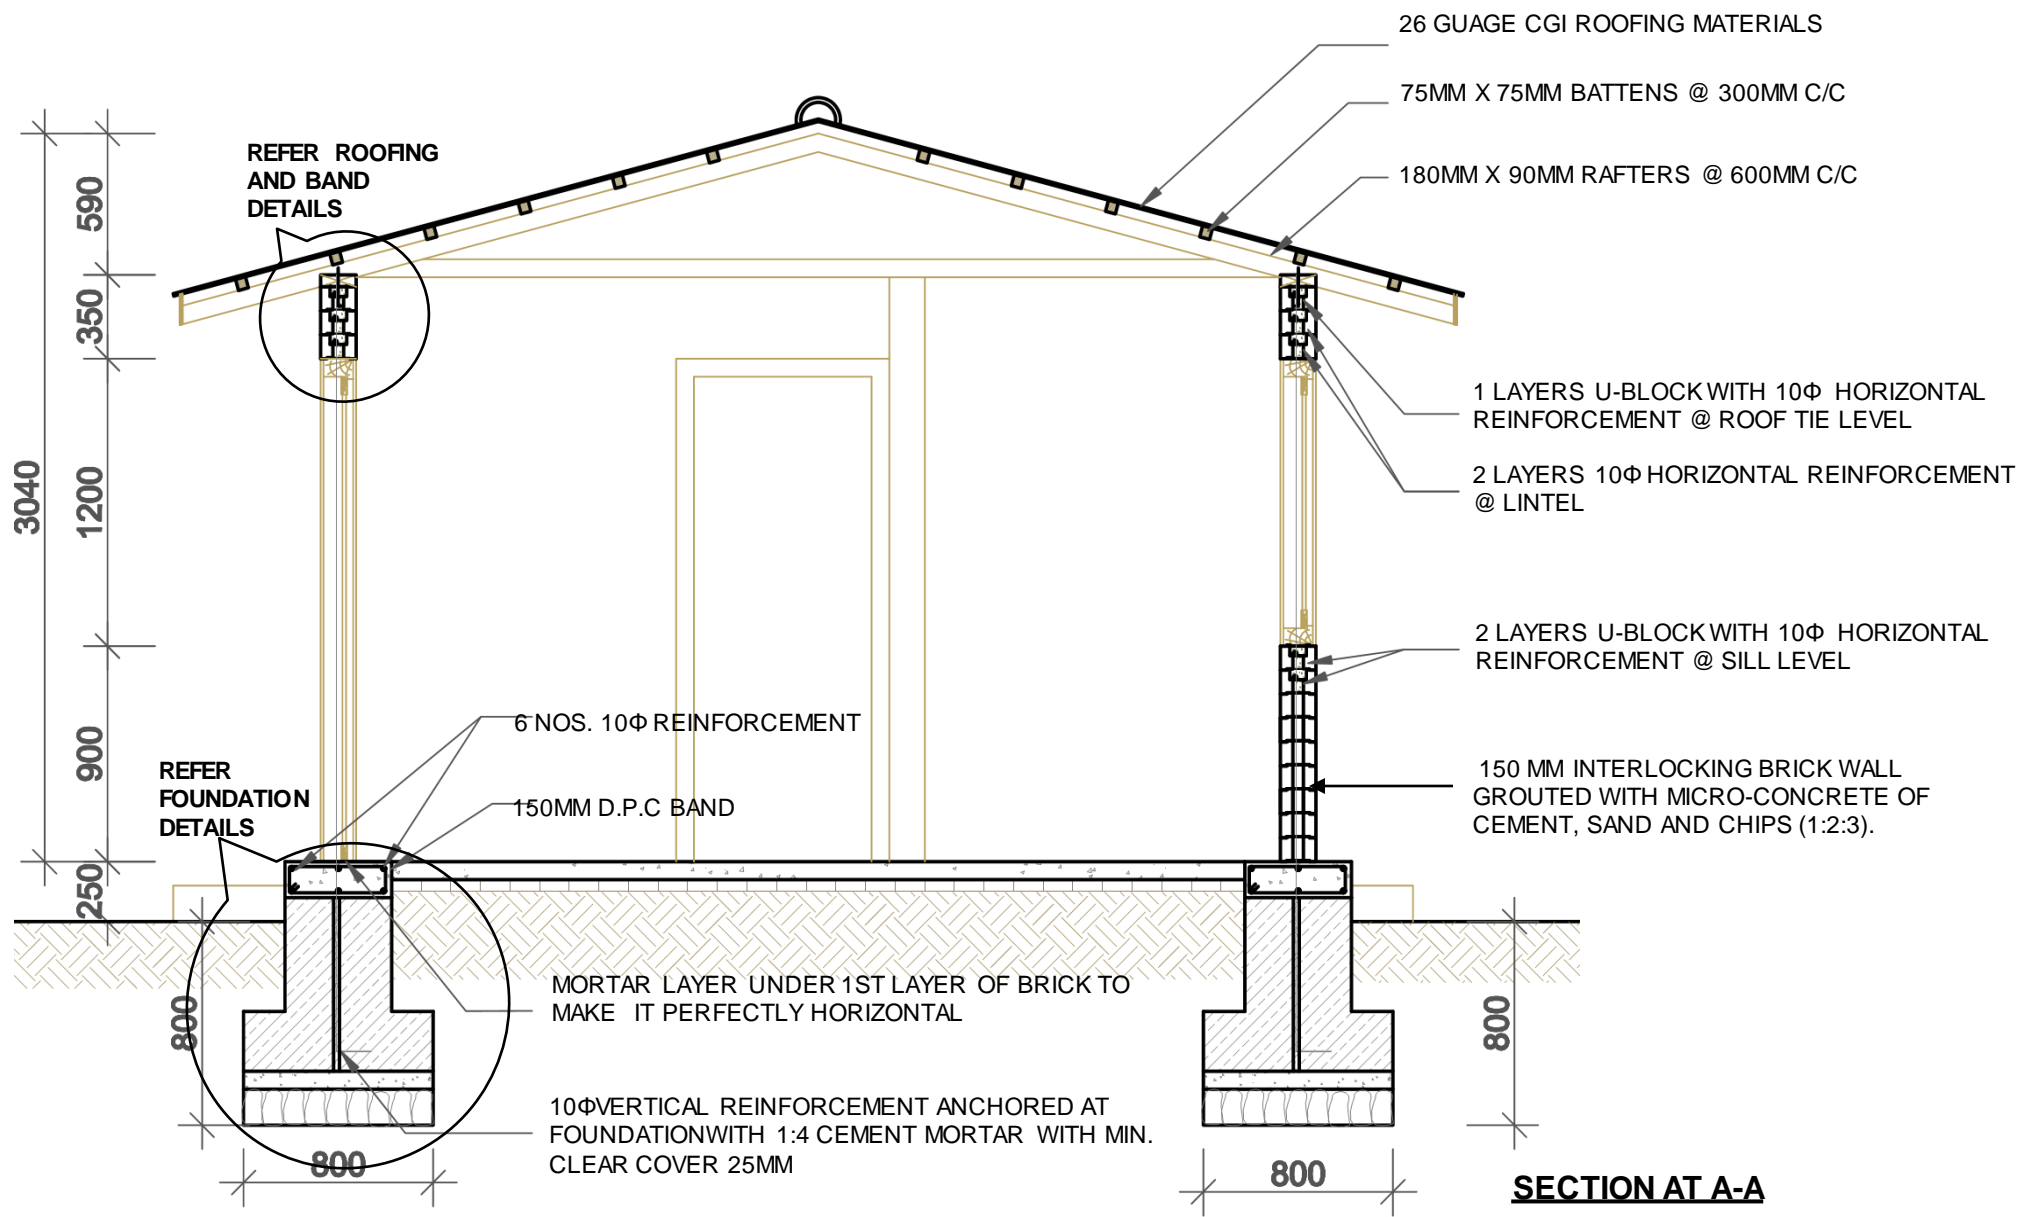 26 GUAGE CGI ROOFING MATERIALS
75MM X 75MM BATTENS @ 300MM C/C
180MM X 90MM RAFTERS @ 600MM C/C
REFER ROOFING
AND BAND
DETAILS
590
350
3040
1200
900
250
1 LAYERS U-BLOCK WITH 10Φ HORIZONTAL
REINFORCEMENT @ ROOF TIE LEVEL
2 LAYERS 10Φ HORIZONTAL REINFORCEMENT
@ LINTEL
2 LAYERS U-BLOCK WITH 10Φ HORIZONTAL
REINFORCEMENT @ SILL LEVEL
6 NOS. 10Φ REINFORCEMENT
150MM D.P.C BAND
REFER
FOUNDATION
DETAILS
150 MM INTERLOCKING BRICK WALL
GROUTED WITH MICRO-CONCRETE OF
CEMENT, SAND AND CHIPS (1:2:3).
MORTAR LAYER UNDER 1ST LAYER OF BRICK TO
MAKE IT PERFECTLY HORIZONTAL
800
800
10ΦVERTICAL REINFORCEMENT ANCHORED AT
FOUNDATIONWITH 1:4 CEMENT MORTAR WITH MIN.
CLEAR COVER 25MM
800
800
SECTION AT A-A